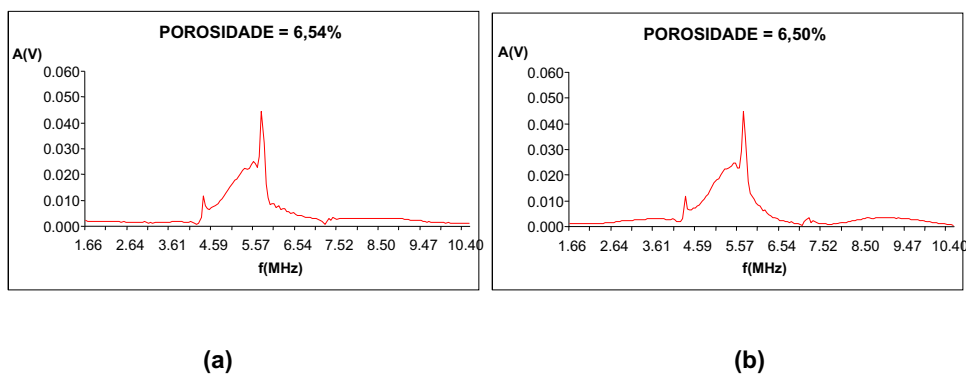 POROSIDADE = 6,54%
A(V)
0.060
0.050
0.040
0.030
0.020
0.010
0.000
1.66 2.64 3.61 4.59 5.57 6.54 7.52 8.50 9.47 10.40
f(MHz)
(a)
POROSIDADE = 6,50%
A(V)
0.060
0.050
0.040
0.030
0.020
0.010
0.000
1.66 2.64 3.61 4.59 5.57 6.54 7.52 8.50 9.47 10.40
f(MHz)
(b)